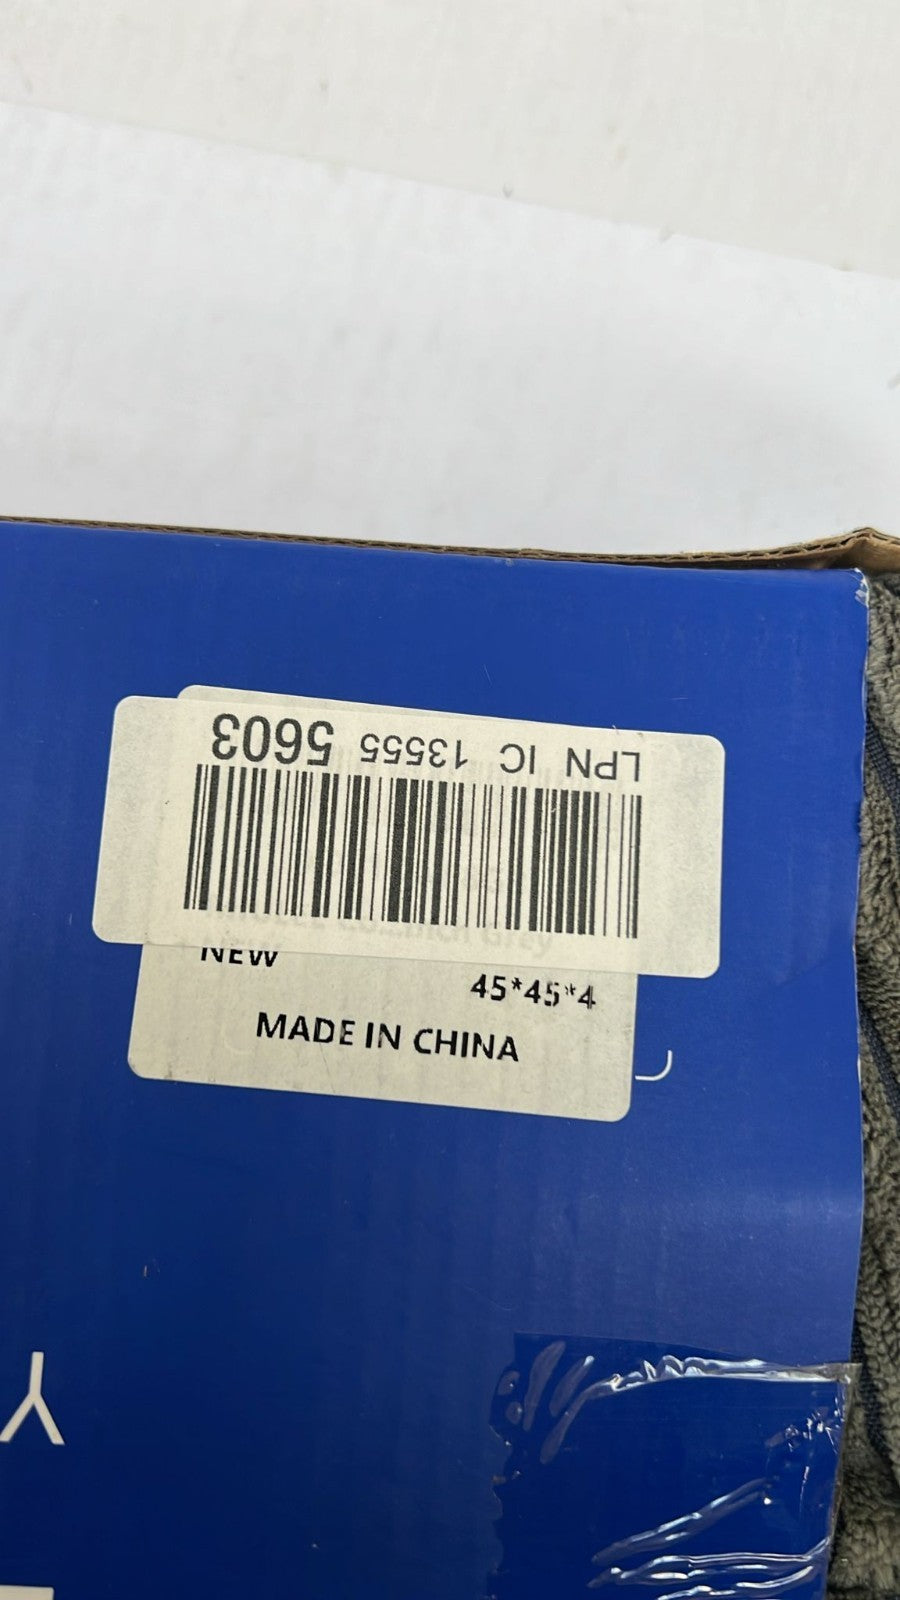 LPN IC 13555 5603
NEW
45*45*4
MADE IN CHINA
Y